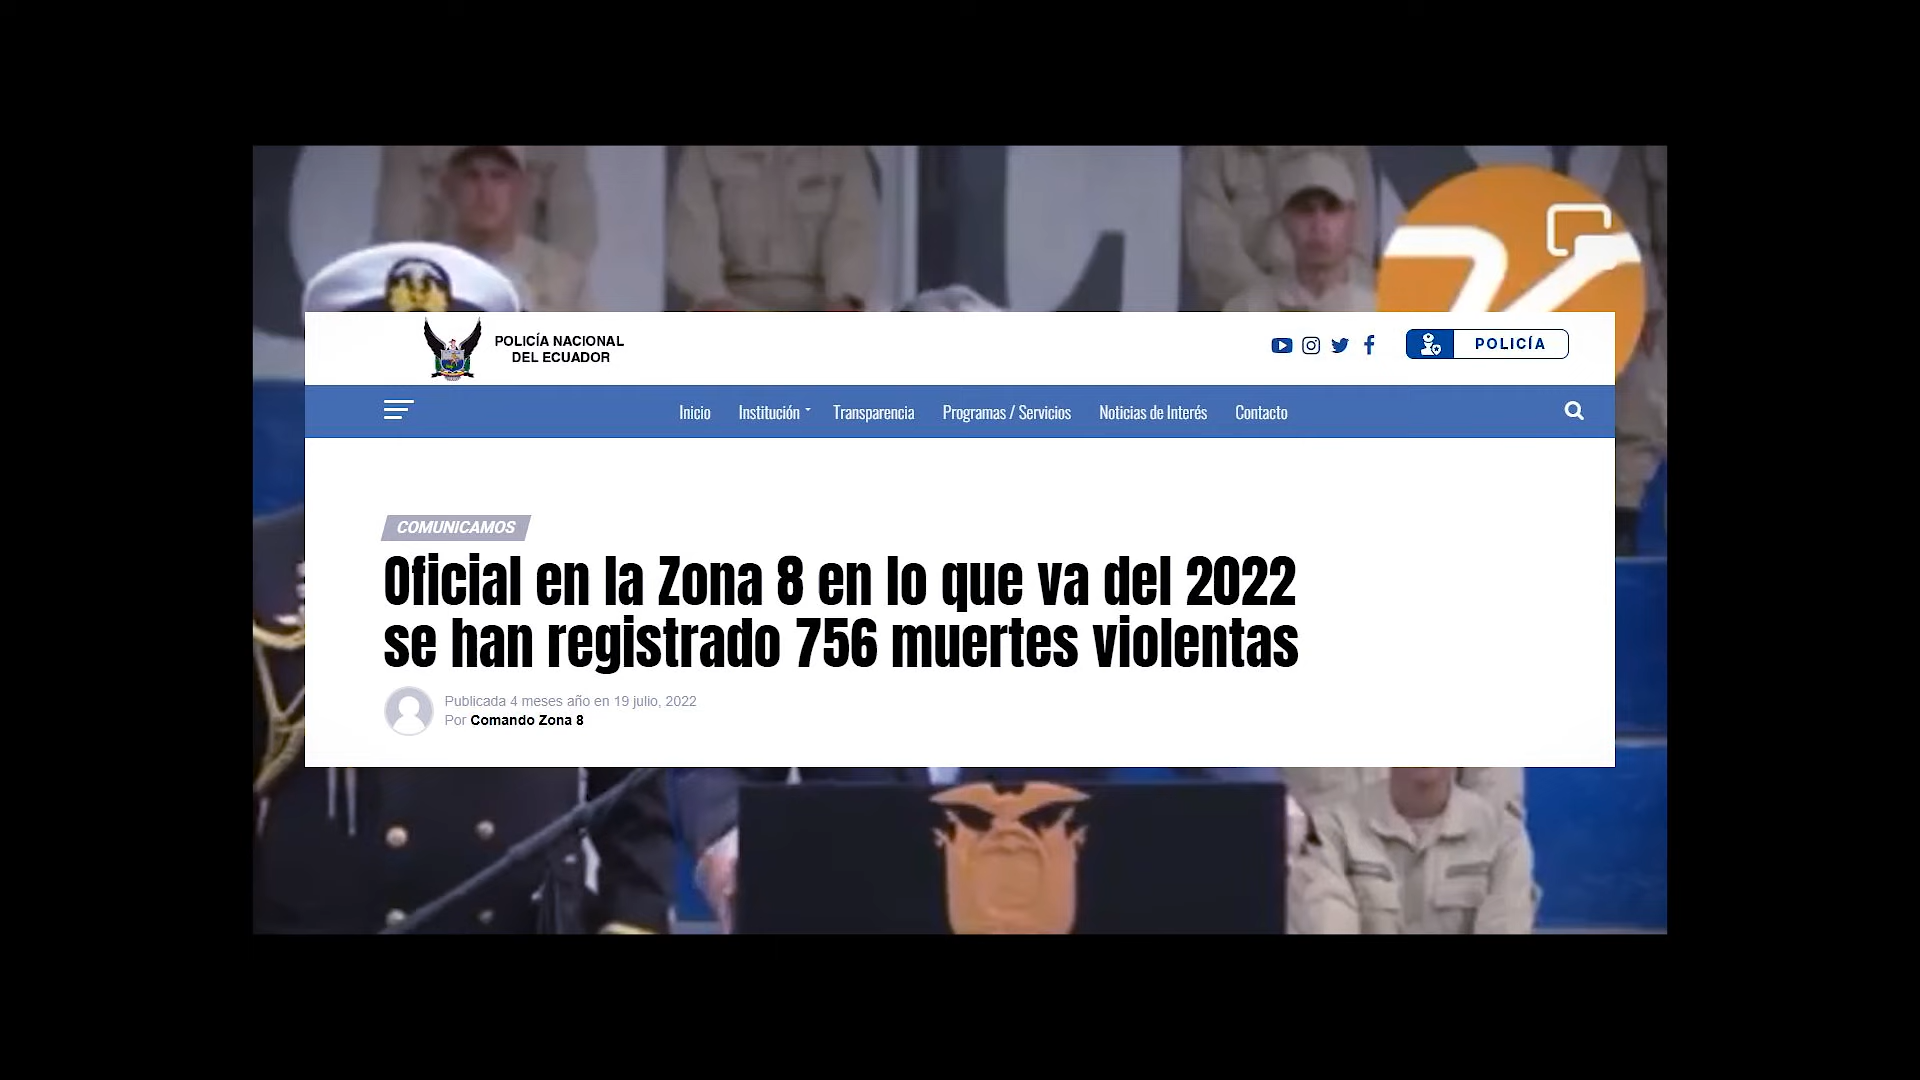 POLICÍA NACIONAL
DEL ECUADOR
POLICÍA
Inicio Institución Transparencia Programas / Servicios Noticias de Interés Contacto
COMUNICAMOS
Oficial en la Zona 8 en lo que va del 2022
se han registrado 756 muertes violentas
Publicada 4 meses año en 19 julio, 2022
Por Comando Zona 8